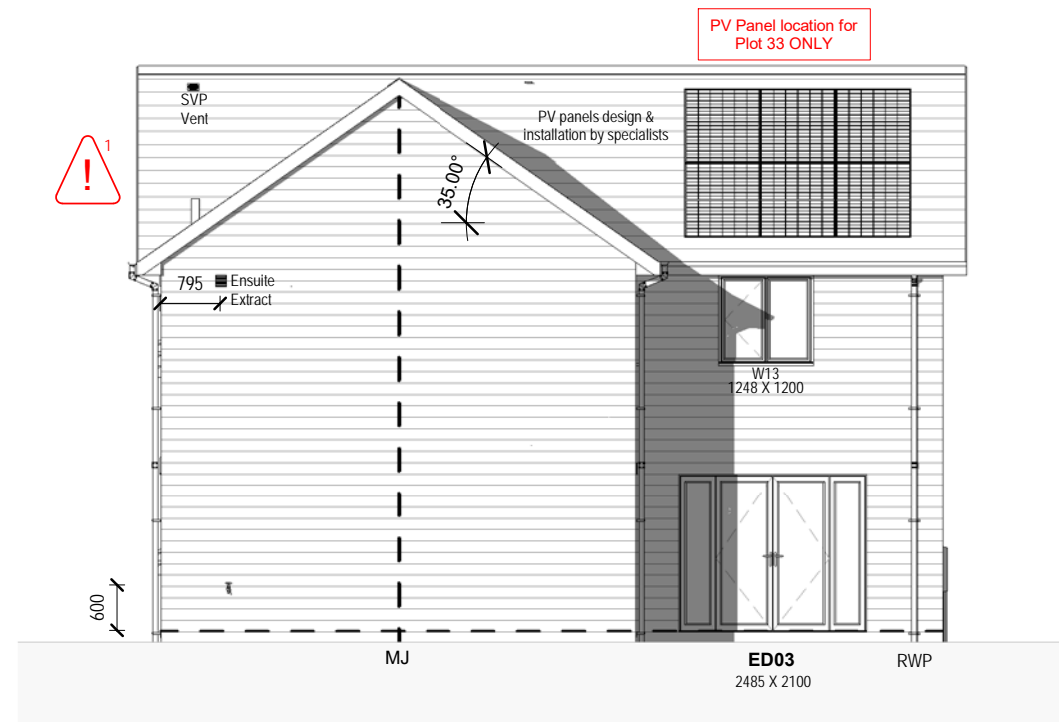 PV Panel location for
Plot 33 ONLY
SVP
Vent
PV panels design &
installation by specialists
! 1
35.00°
795
Ensuite
Extract
W13
1248 X 1200
600
MJ
ED03
2485 X 2100
RWP